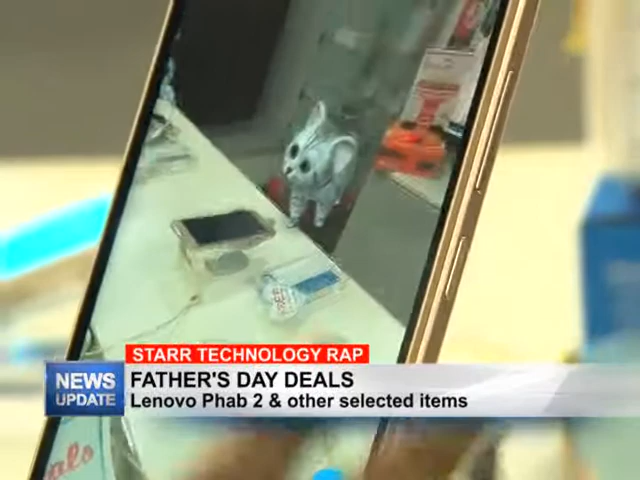 STARR TECHNOLOGY RAP
NEWS
UPDATE
FATHER'S DAY DEALS
Lenovo Phab 2 & other selected items